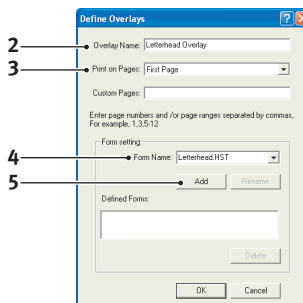 Define Overlays
2
Overlay Name: Letterhead Overlay
3
Print on Pages: First Page
Custom Pages:
Enter page numbers and /or page ranges separated by commas,
For example, 1,3,5-12
Form setting
4
Form Name: Letterhead.HST
5
Add Rename
Defined Forms:
Delete
OK Cancel